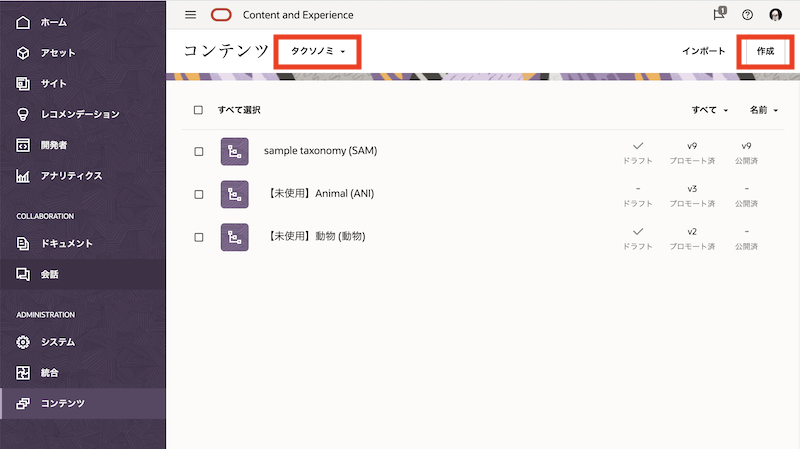 ホーム
アセット
サイト
レコメンデーション
開発者
アナリティクス
COLLABORATION
ドキュメント
会話
ADMINISTRATION
システム
統合
コンテンツ
Content and Experience
1
コンテンツ
タクソノミ
インポート
作成
すべて選択
すべて
名前
sample taxonomy (SAM)
ドラフト
v9
プロモート済
v9
公開済
【未使用】Animal (ANI)
-
ドラフト
v3
プロモート済
-
公開済
【未使用】動物 (動物)
ドラフト
v2
プロモート済
-
公開済